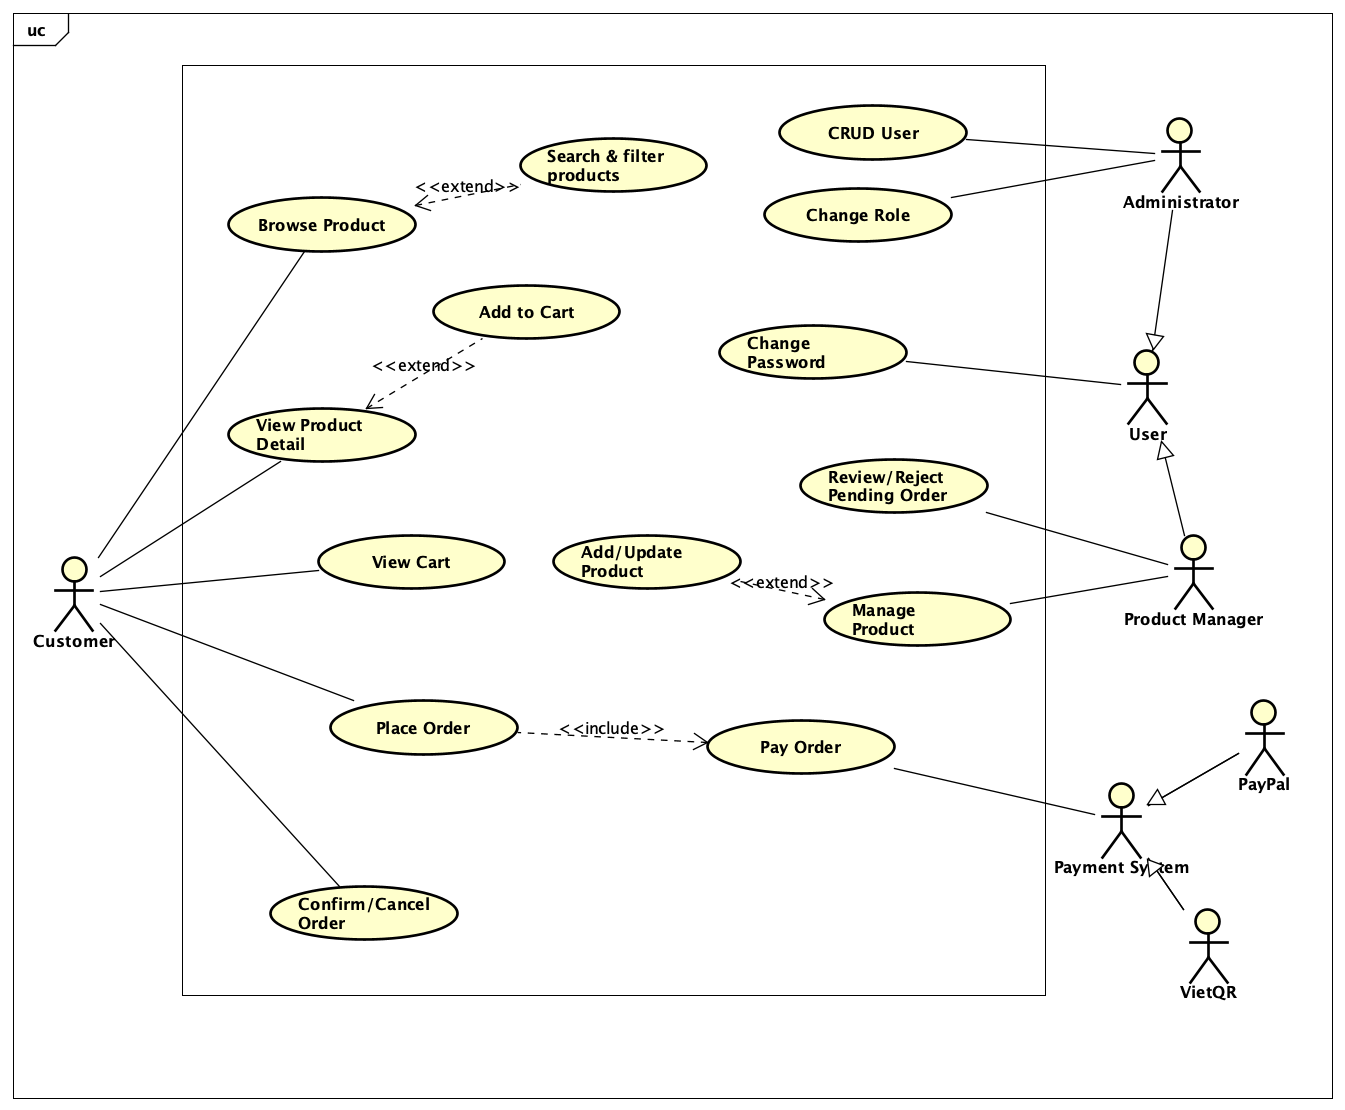 uc
CRUD User
Search & filter
products
<<extend>>
Administrator
Change Role
Browse Product
Add to Cart
Change
Password
<<extend>>
User
View Product
Detail
Review/Reject
Pending Order
View Cart
Add/Update
Product
<<extend>>
Manage
Product
Product Manager
Customer
Place Order
<<include>>
Pay Order
PayPal
Payment System
Confirm/Cancel
Order
VietQR